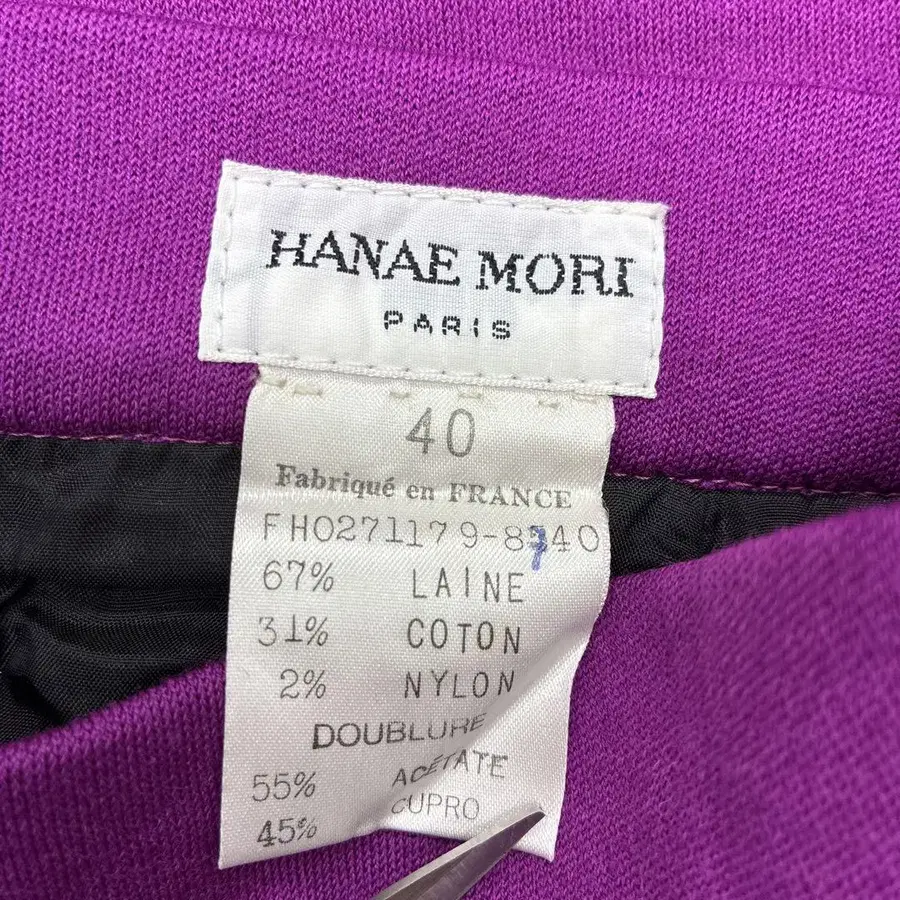 HANAE MORI
PARIS
40
Fabriqué en FRANCE
FH0271179-8740
67% LAINE
31% COTON
2% NYLON
DOUBLURE
55% ACÉTATE
45% CUPRO